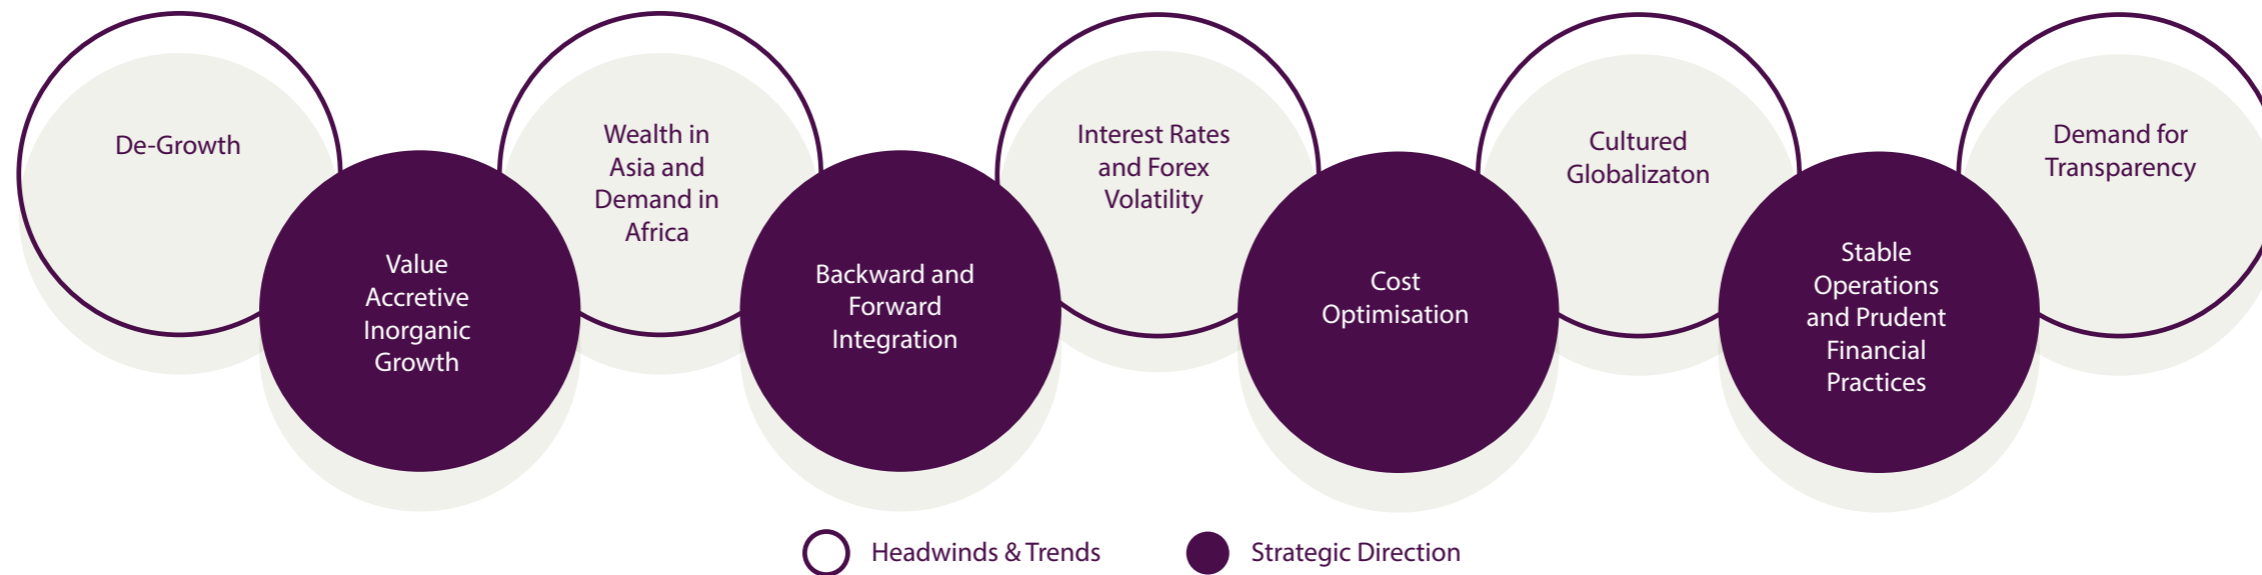 De-Growth
Value
Accretive
Inorganic
Growth
Wealth in
Asia and
Demand in
Africa
Backward and
Forward
Integration
Interest Rates
and Forex
Volatility
Cost
Optimisation
Cultured
Globalizaton
Stable
Operations
and Prudent
Financial
Practices
Demand for
Transparency
Headwinds & Trends
Strategic Direction